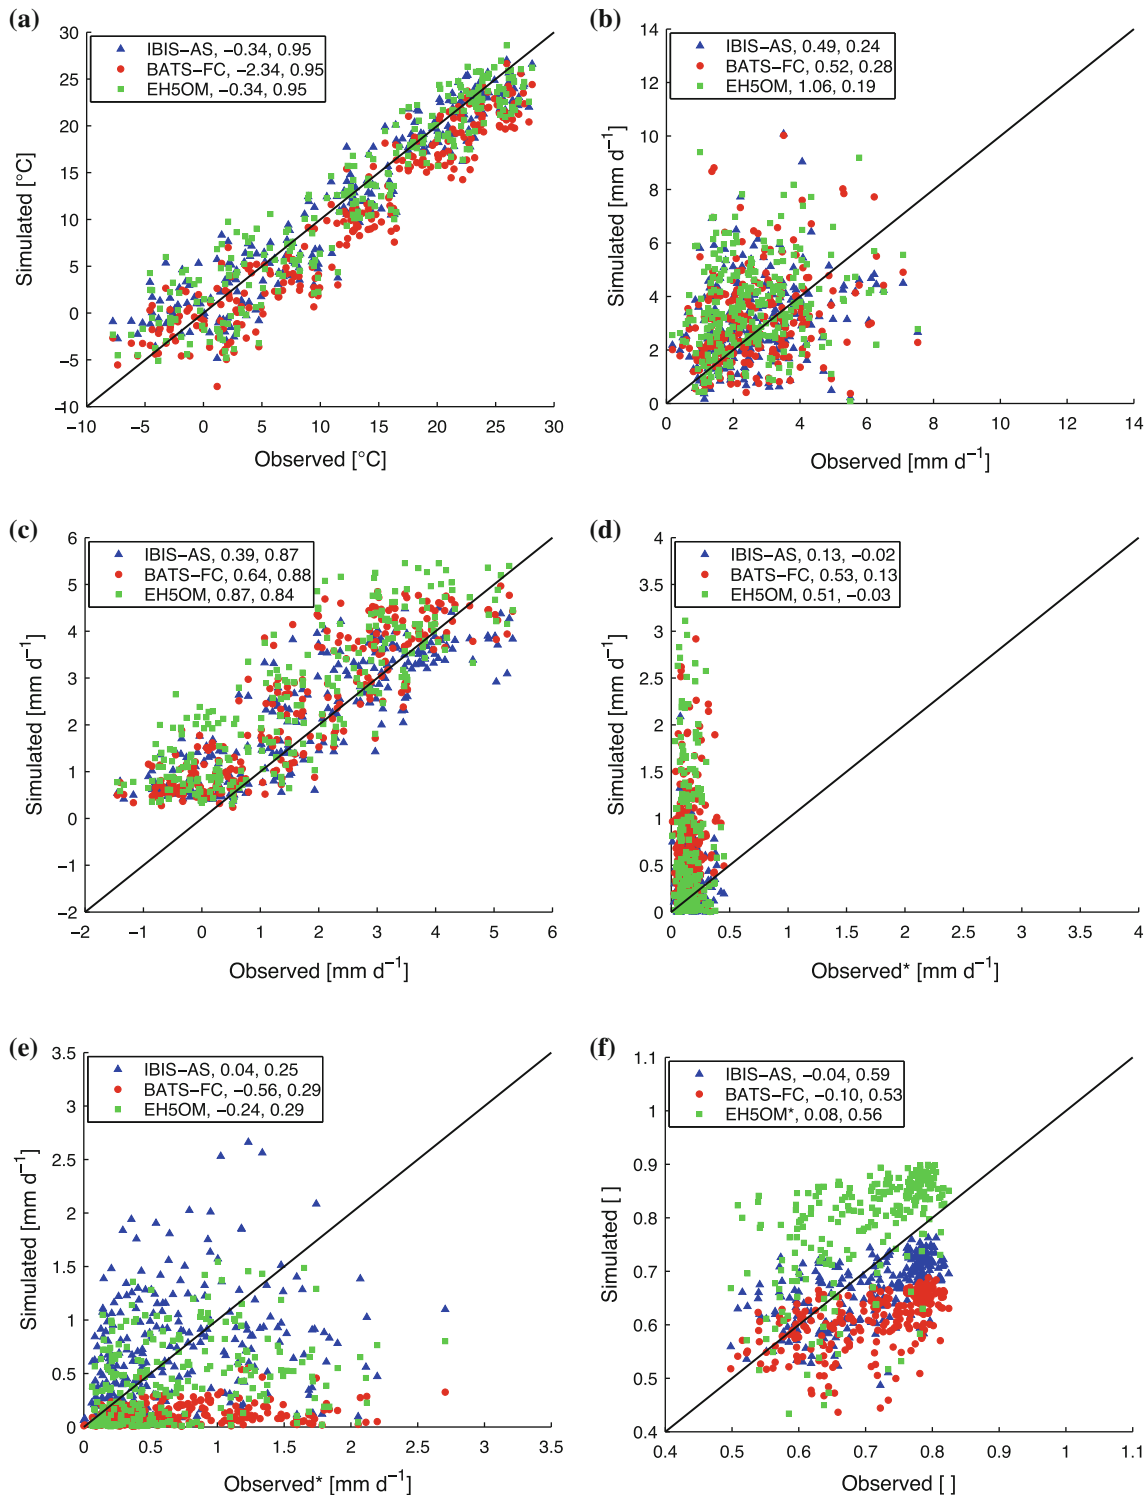 (a)
30
25
20
15
10
5
0
−5
−10
−10
−5
0
5
10
15
20
25
30
IBIS−AS, −0.34, 0.95
BATS−FC, −2.34, 0.95
EH5OM, −0.34, 0.95
Simulated [°C]
Observed [°C]
(b)
14
12
10
8
6
4
2
0
0
2
4
6
8
10
12
14
IBIS−AS, 0.49, 0.24
BATS−FC, 0.52, 0.28
EH5OM, 1.06, 0.19
Simulated [mm d⁻¹]
Observed [mm d⁻¹]
(c)
6
5
4
3
2
1
0
−1
−2
−2
−1
0
1
2
3
4
5
6
IBIS−AS, 0.39, 0.87
BATS−FC, 0.64, 0.88
EH5OM, 0.87, 0.84
Simulated [mm d⁻¹]
Observed [mm d⁻¹]
(d)
4
3.5
3
2.5
2
1.5
1
0.5
0
0
0.5
1
1.5
2
2.5
3
3.5
4
IBIS−AS, 0.13, −0.02
BATS−FC, 0.53, 0.13
EH5OM, 0.51, −0.03
Simulated [mm d⁻¹]
Observed* [mm d⁻¹]
(e)
3.5
3
2.5
2
1.5
1
0.5
0
0
0.5
1
1.5
2
2.5
3
3.5
IBIS−AS, 0.04, 0.25
BATS−FC, −0.56, 0.29
EH5OM, −0.24, 0.29
Simulated [mm d⁻¹]
Observed* [mm d⁻¹]
(f)
1.1
1
0.9
0.8
0.7
0.6
0.5
0.4
0.4
0.5
0.6
0.7
0.8
0.9
1
1.1
IBIS−AS, −0.04, 0.59
BATS−FC, −0.10, 0.53
EH5OM*, 0.08, 0.56
Simulated [ ]
Observed [ ]